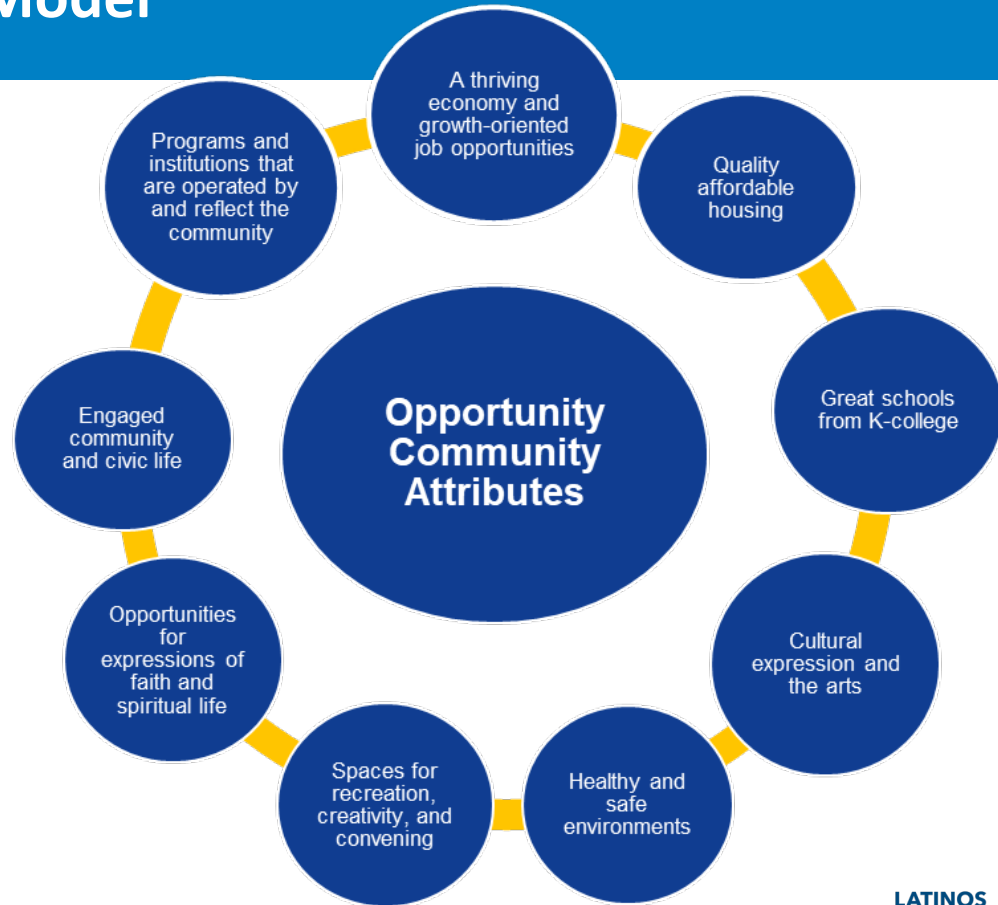 Model
A thriving
economy and
growth-oriented
job opportunities
Quality
affordable
housing
Great schools
from K-college
Cultural
expression and
the arts
Healthy and
safe
environments
Spaces for
recreation,
creativity, and
convening
Opportunities
for
expressions of
faith and
spiritual life
Engaged
community
and civic life
Programs and
institutions that
are operated by
and reflect the
community
Opportunity
Community
Attributes
LATINOS